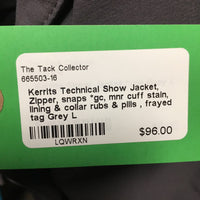 The Tack Collector
665503-16
Kerrits Technical Show Jacket,
Zipper, snaps *gc, mnr cuff stain,
lining & collar rubs & pills , frayed
tag Grey L
$96.00
LQWRXN